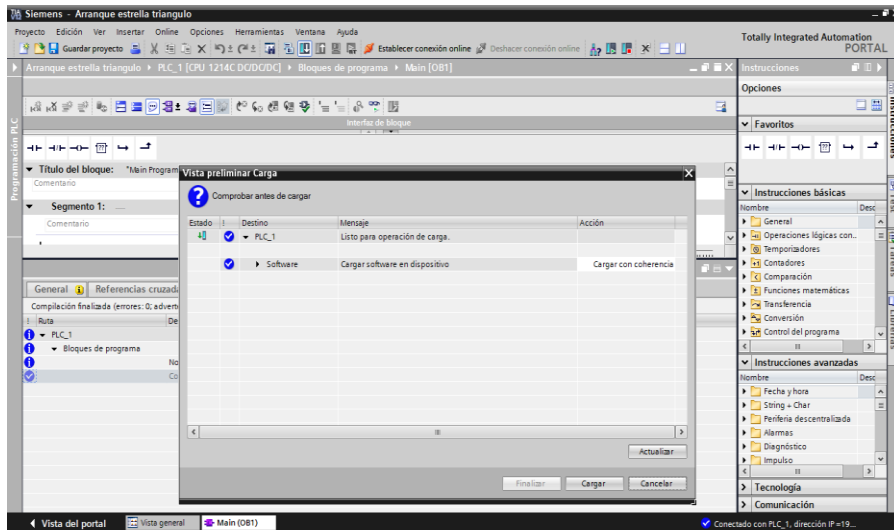 Siemens - Arranque estrella triangulo
Proyecto Edición Ver Insertar Online Opciones Herramientas Ventana Ayuda
Guardar proyecto Establecer conexión online Deshacer conexión online
Totally Integrated Automation
PORTAL
Arranque estrella triangulo PLC_1 [CPU 1214C DC/DC/DC] Bloques de programa Main [OB1]
Instrucciones
Opciones
Interfaz de bloque
Favoritos
Programación PLC
Instrucciones
Título del bloque: "Main Program
Comentario
Segmento 1:
Comentario
Vista preliminar Carga
Comprobar antes de cargar
Estado ! Destino Mensaje Acción
PLC_1 Listo para operación de carga.
Software Cargar software en dispositivo Cargar con coherencia
Actualizar
Finalizar Cargar Cancelar
General Referencias cruzad
Compilación finalizada (errores: 0; advert
! Ruta De
PLC_1
Bloques de programa
No
Co
Instrucciones básicas
Nombre Desc
General
Operaciones lógicas con..
Temporizadores
Contadores
Comparación
Funciones matemáticas
Transferencia
Conversión
Control del programa
Instrucciones avanzadas
Nombre Desc
Fecha y hora
String + Char
Periferia descentralizada
Alarmas
Diagnóstico
Impulso
Tecnología
Comunicación
Vista del portal Vista general Main (OB1)
Conectado con PLC_1, dirección IP =19...